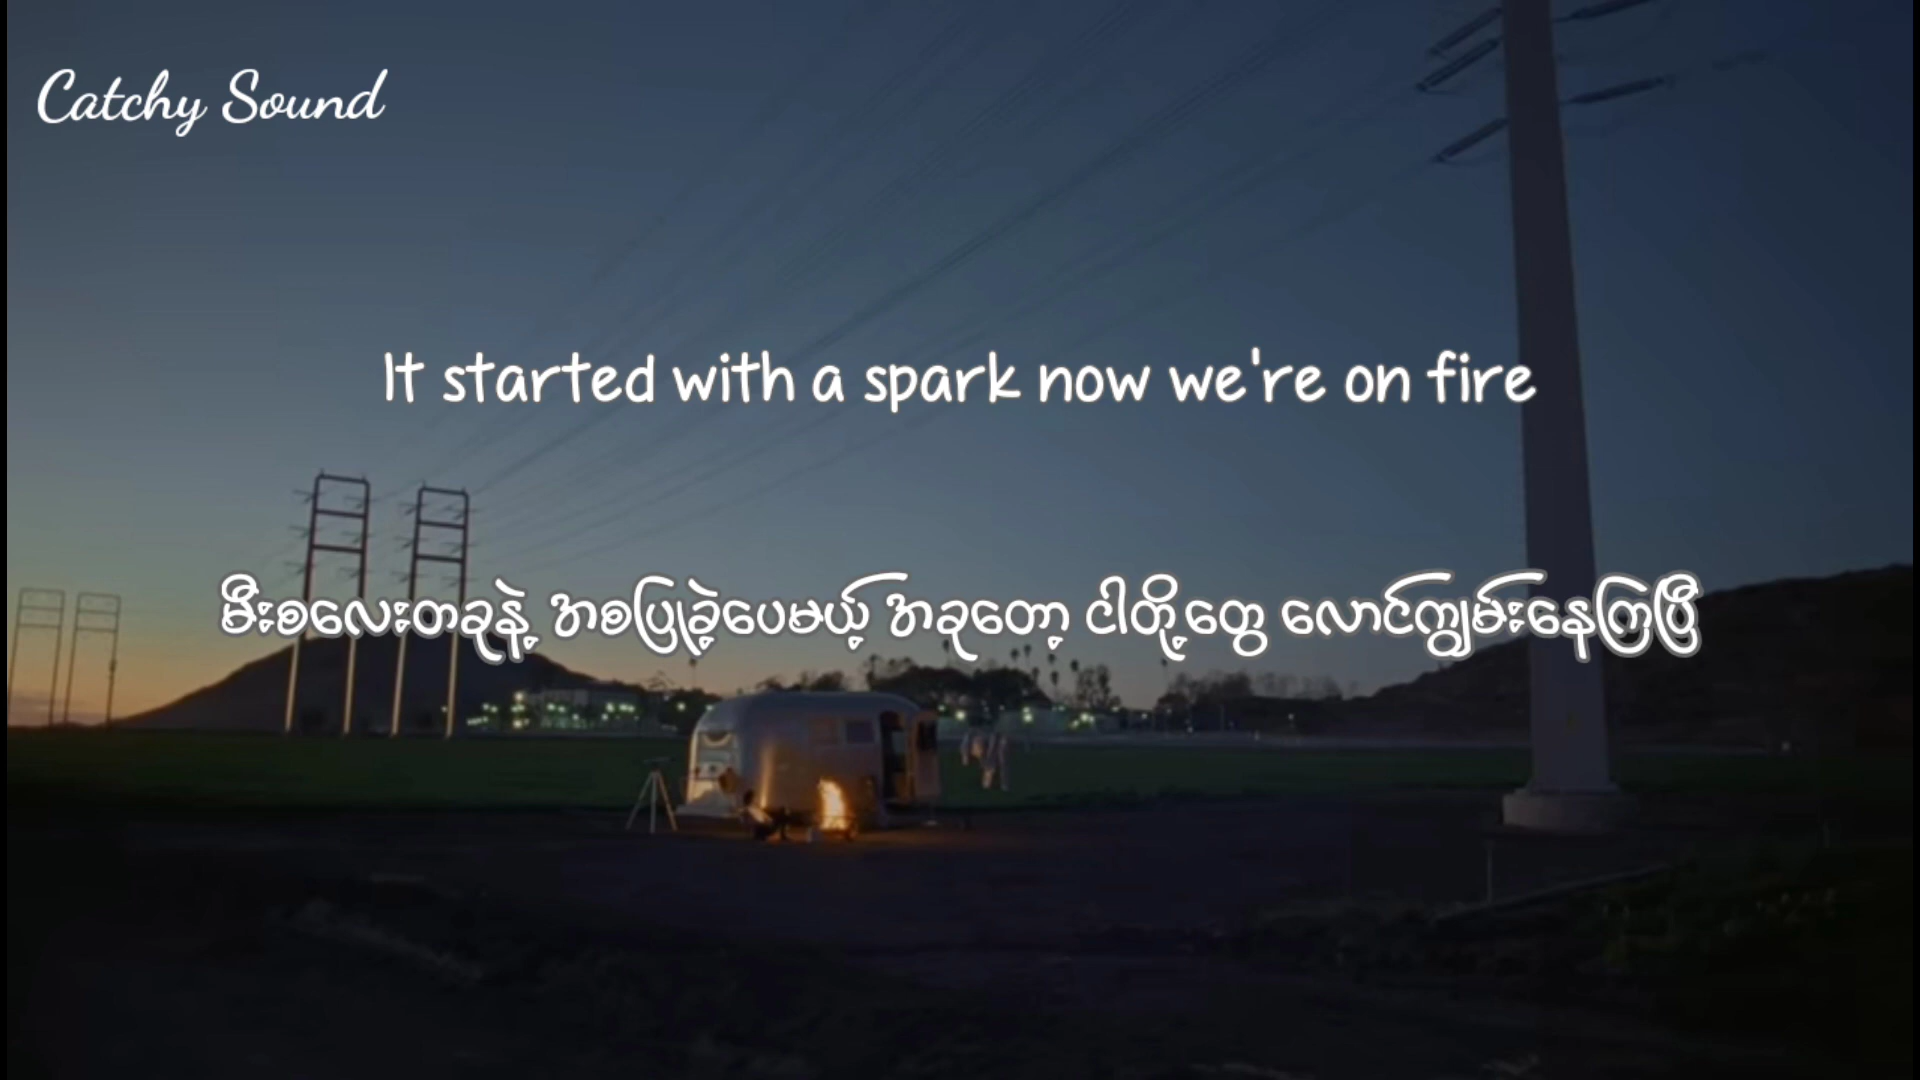 Catchy Sound
It started with a spark now we're on fire
မီးစလေးတခုနဲ့ အစပြုခဲ့ပေမယ့် အခုတော့ ငါတို့တွေ လောင်ကျွမ်းနေကြပြီ